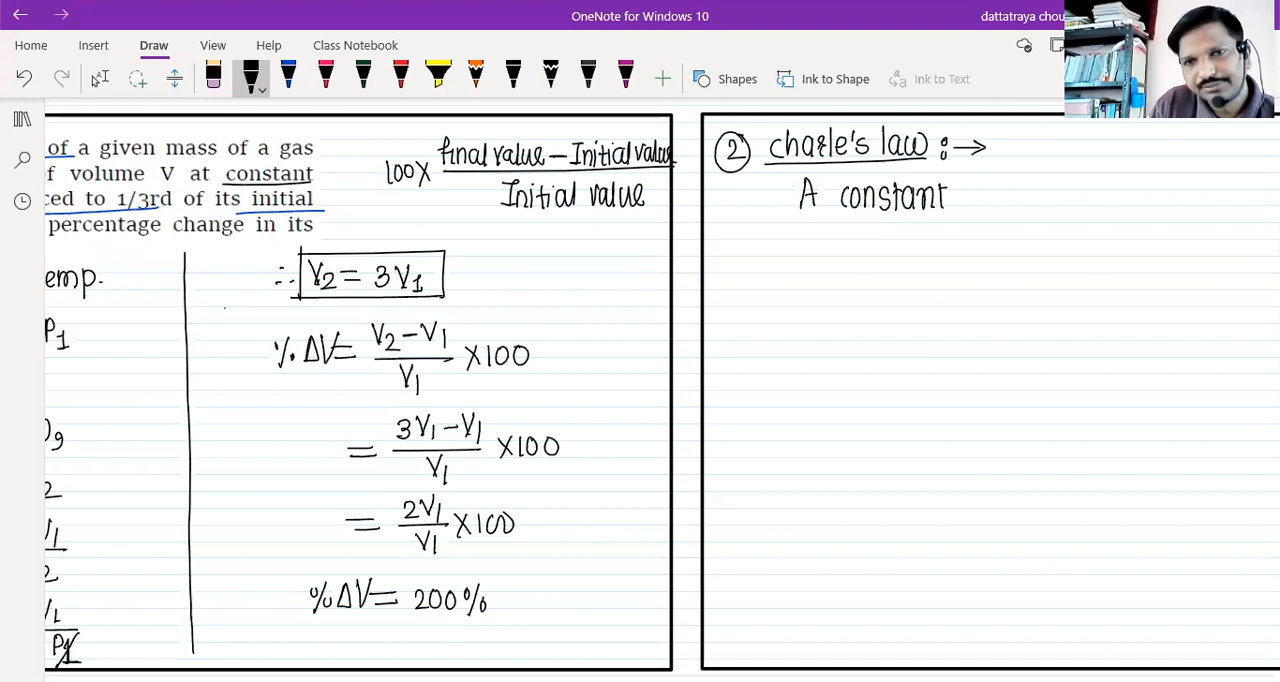 OneNote for Windows 10
dattatraya chou
Home Insert Draw View Help Class Notebook
Shapes Ink to Shape Ink to Text
of a given mass of a gas
f volume V at constant
ced to 1/3rd of its initial
percentage change in its
100× final value – Initial value
Initial value
emp.
P1
2
V1
2
V1
P1
∴ V2 = 3V1
% ΔV = V2 – V1 / V1 ×100
= 3V1 – V1 / V1 ×100
= 2V1 / V1 ×100
% ΔV = 200%
② charle's law :→
A constant